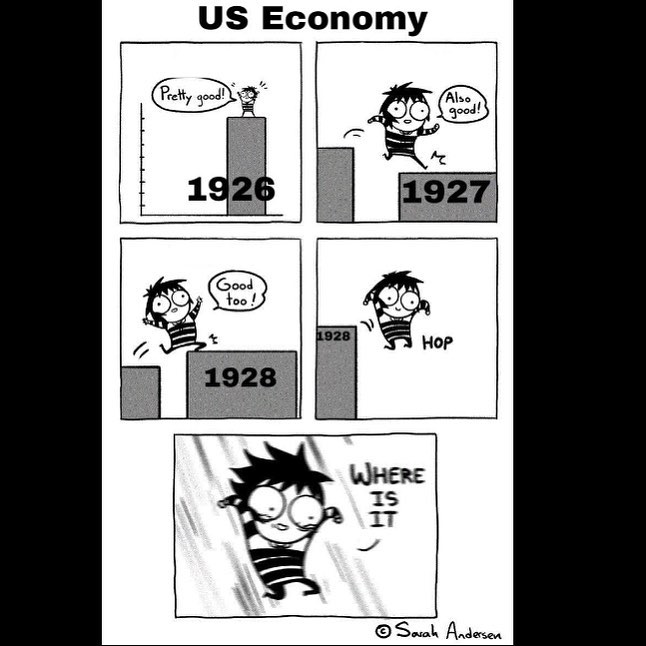 US Economy
Pretty good!
1926
Also
good!
1927
Good
too!
1928
1928
HOP
WHERE
IS
IT
© Sarah Andersen